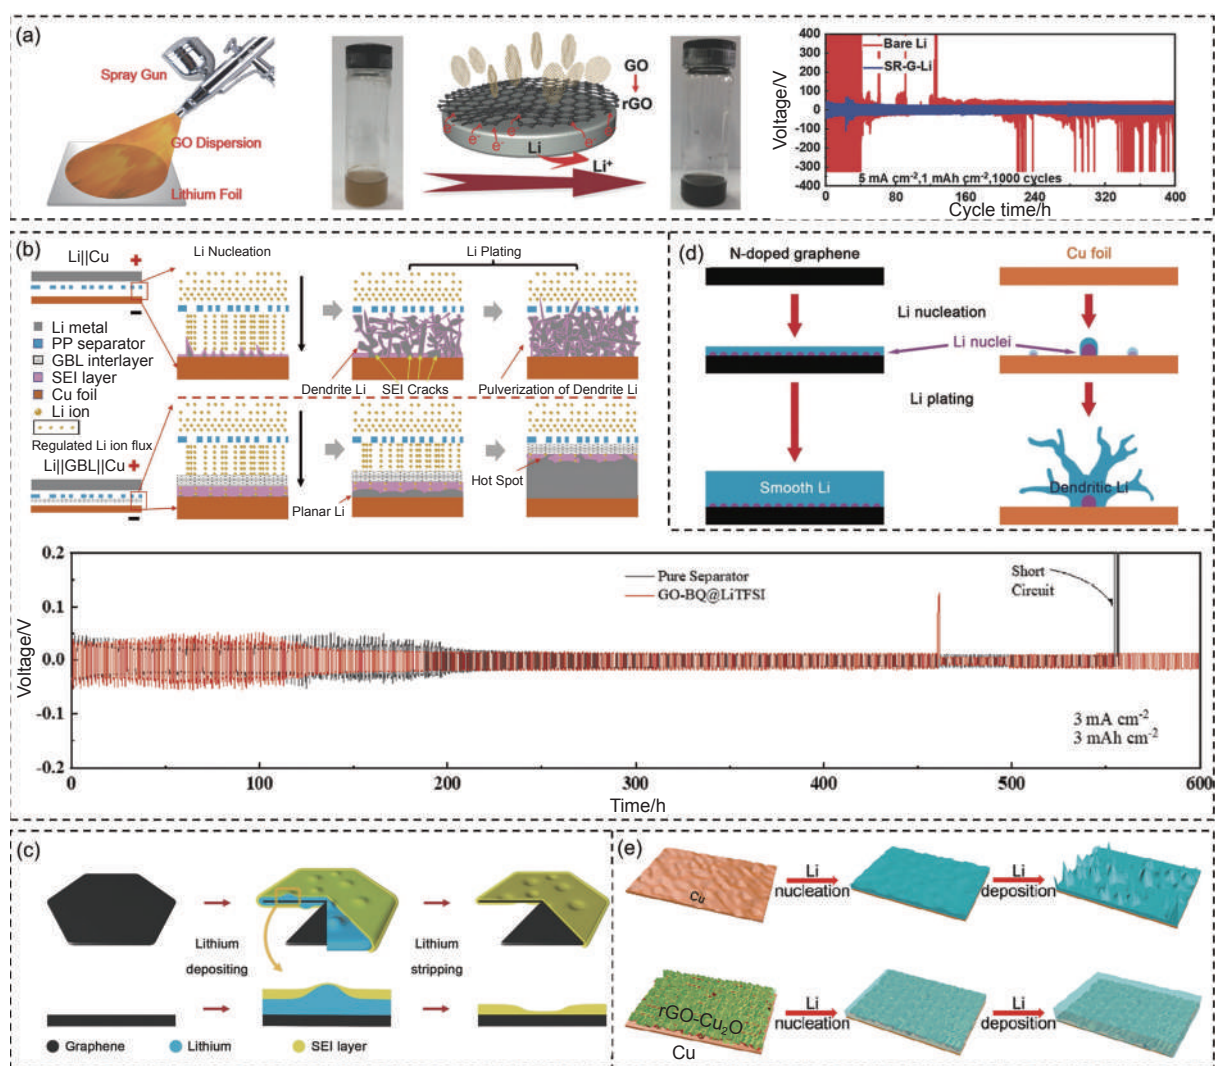 (a)
Spray Gun
GO Dispersion
Lithium Foil
GO
rGO
e⁻ e⁻ e⁻ e⁻ e⁻
Li
Li⁺
Voltage/V
400
300
200
100
0
-100
-200
-300
-400
Bare Li
SR-G-Li
5 mA cm⁻²,1 mAh cm⁻²,1000 cycles
0 80 160 240 320 400
Cycle time/h
(b)
Li||Cu
+
−
Li Nucleation
Li Plating
Li metal
PP separator
GBL interlayer
SEI layer
Cu foil
Li ion
Regulated Li ion flux
Dendrite Li
SEI Cracks
Pulverization of Dendrite Li
Li||GBL||Cu
+
−
Planar Li
Hot Spot
Voltage/V
0.2
0.1
0.0
-0.1
-0.2
Pure Separator
GO-BQ@LiTFSI
Short
Circuit
3 mA cm⁻²
3 mAh cm⁻²
0 100 200 300 400 500 600
Time/h
(d)
N-doped graphene
Cu foil
Li nucleation
Li nuclei
Li plating
Smooth Li
Dendritic Li
(c)
Lithium
depositing
Lithium
stripping
Graphene
Lithium
SEI layer
(e)
Cu
Li
nucleation
Li
deposition
rGO-Cu₂O
Cu
Li
nucleation
Li
deposition